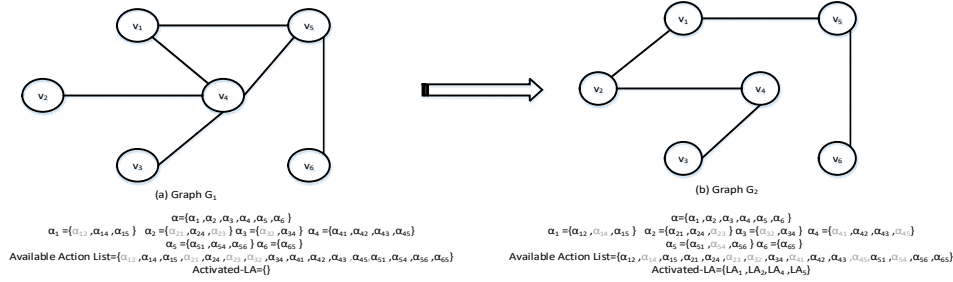 v₁ v₅
v₂ v₄
v₃ v₆
(a) Graph G₁
α={α₁ ,α₂ ,α₃ ,α₄ ,α₅ ,α₆ }
α₁ ={α₁₂ ,α₁₄ ,α₁₅ } α₂ ={α₂₁ ,α₂₄ ,α₂₃ } α₃ ={α₃₂ ,α₃₄ } α₄ ={α₄₁ ,α₄₂ ,α₄₃ ,α₄₅}
α₅ ={α₅₁ ,α₅₄ ,α₅₆ } α₆ ={α₆₅ }
Available Action List={α₁₂ ,α₁₄ ,α₁₅ ,α₂₁ ,α₂₄ ,α₂₃ ,α₃₂ ,α₃₄ ,α₄₁ ,α₄₂ ,α₄₃ ,α₄₅,α₅₁ ,α₅₄ ,α₅₆ ,α₆₅}
Activated-LA={}
v₁ v₅
v₂ v₄
v₃ v₆
(b) Graph G₂
α={α₁ ,α₂ ,α₃ ,α₄ ,α₅ ,α₆ }
α₁ ={α₁₂ ,α₁₄ ,α₁₅ } α₂ ={α₂₁ ,α₂₄ ,α₂₃ } α₃ ={α₃₂ ,α₃₄ } α₄ ={α₄₁ ,α₄₂ ,α₄₃ ,α₄₅}
α₅ ={α₅₁ ,α₅₄ ,α₅₆ } α₆ ={α₆₅ }
Available Action List={α₁₂ ,α₁₄ ,α₁₅ ,α₂₁ ,α₂₄ ,α₂₃ ,α₃₂ ,α₃₄ ,α₄₁ ,α₄₂ ,α₄₃ ,α₄₅,α₅₁ ,α₅₄ ,α₅₆ ,α₆₅}
Activated-LA={LA₁ ,LA₂,LA₄ ,LA₅}